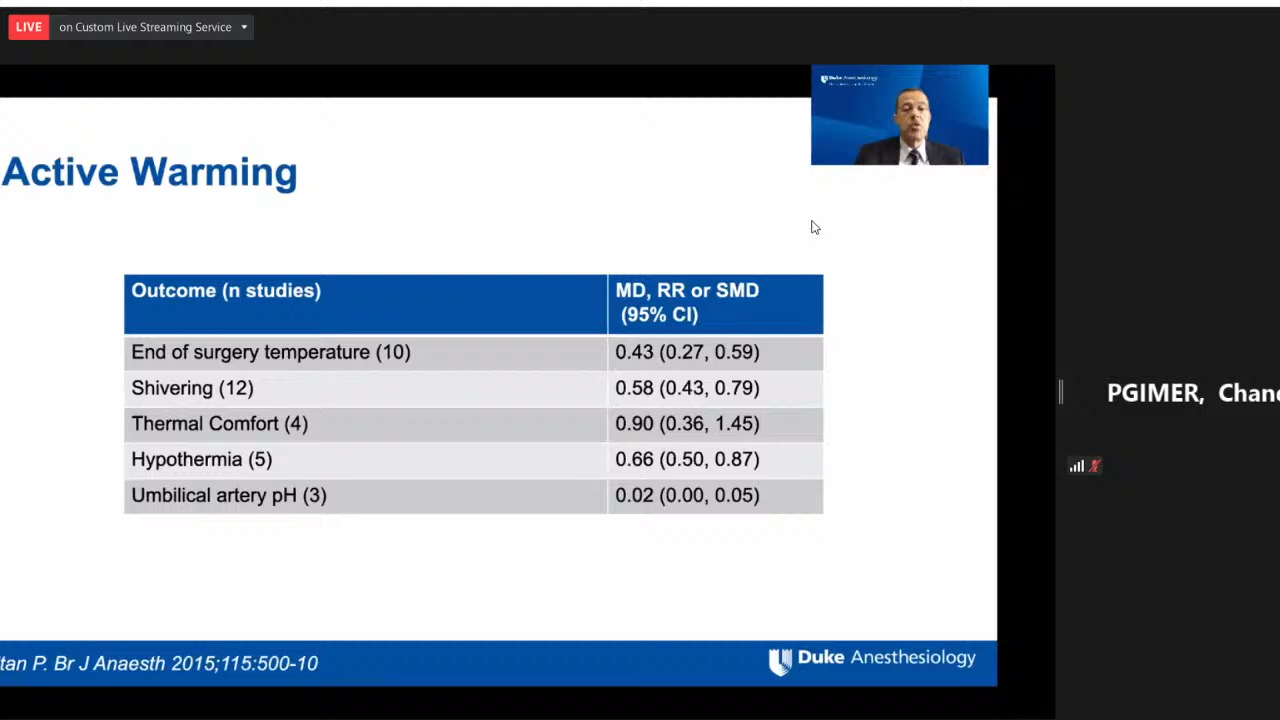 LIVE on Custom Live Streaming Service
Duke Anesthesiology
Active Warming
Outcome (n studies) MD, RR or SMD
(95% CI)
End of surgery temperature (10) 0.43 (0.27, 0.59)
Shivering (12) 0.58 (0.43, 0.79)
Thermal Comfort (4) 0.90 (0.36, 1.45)
Hypothermia (5) 0.66 (0.50, 0.87)
Umbilical artery pH (3) 0.02 (0.00, 0.05)
PGIMER, Chan
tan P. Br J Anaesth 2015;115:500-10
Duke Anesthesiology